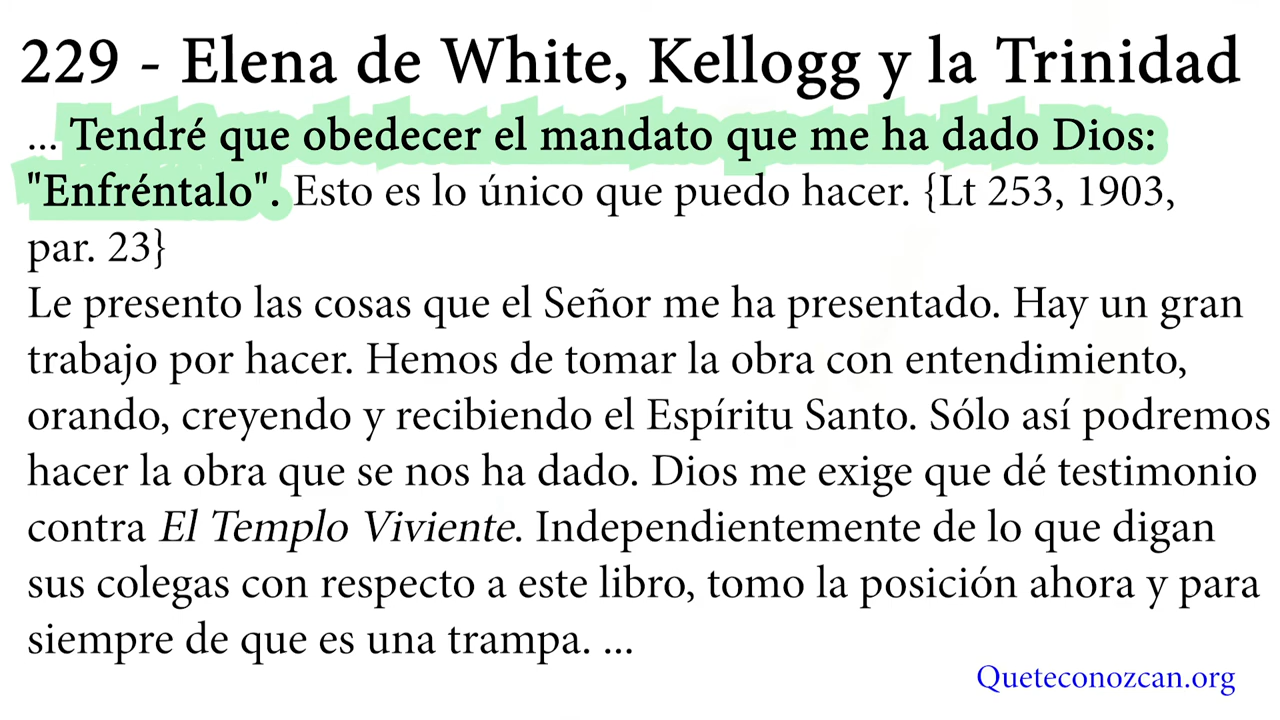 229 - Elena de White, Kellogg y la Trinidad
... Tendré que obedecer el mandato que me ha dado Dios:
"Enfréntalo". Esto es lo único que puedo hacer. {Lt 253, 1903,
par. 23}
Le presento las cosas que el Señor me ha presentado. Hay un gran
trabajo por hacer. Hemos de tomar la obra con entendimiento,
orando, creyendo y recibiendo el Espíritu Santo. Sólo así podremos
hacer la obra que se nos ha dado. Dios me exige que dé testimonio
contra El Templo Viviente. Independientemente de lo que digan
sus colegas con respecto a este libro, tomo la posición ahora y para
siempre de que es una trampa. ...
Queteconozcan.org